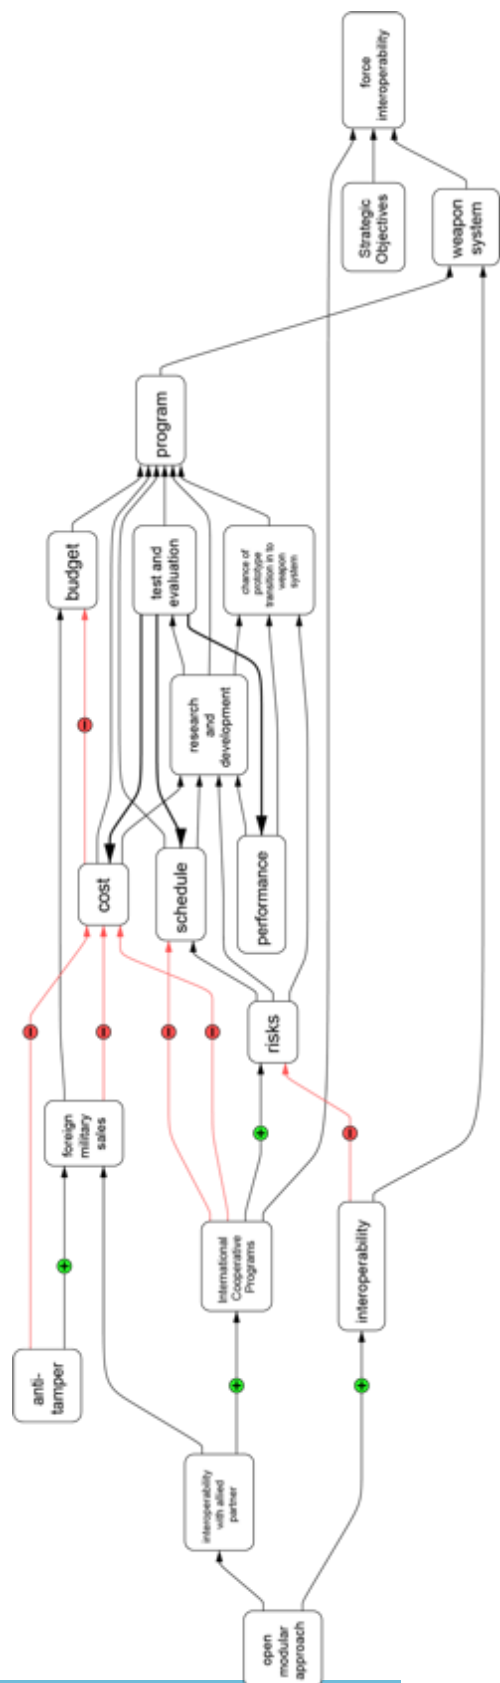 anti-
tamper
foreign
military
sales
cost
budget
interoperability
with allied
partner
International
Cooperative
Programs
schedule
research
and
development
test and
evaluation
program
open
modular
approach
risks
performance
chance of
prototype
transition in to
weapon
system
interoperability
Strategic
Objectives
force
interoperability
weapon
system